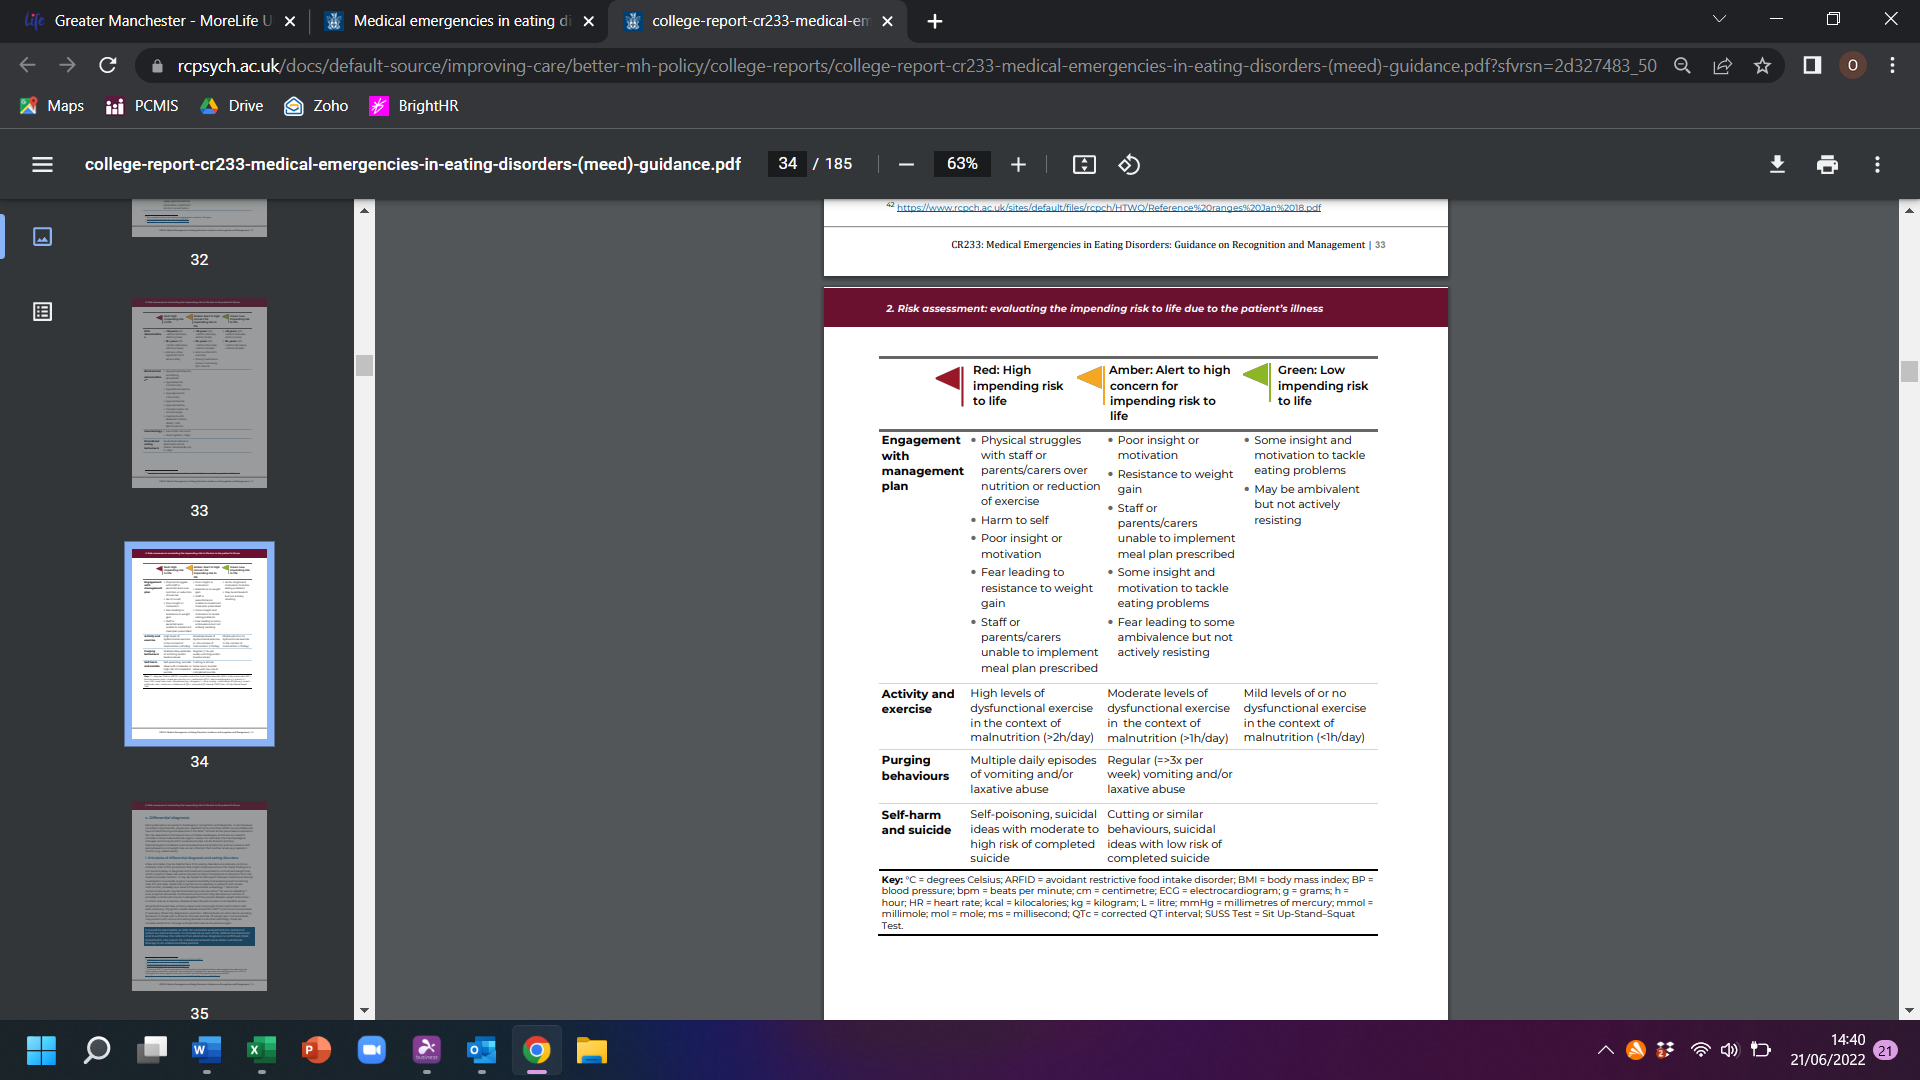 Greater Manchester - MoreLife U
Medical emergencies in eating di
college-report-cr233-medical-em
rcpsych.ac.uk/docs/default-source/improving-care/better-mh-policy/college-reports/college-report-cr233-medical-emergencies-in-eating-disorders-(meed)-guidance.pdf?sfvrsn=2d327483_50
O
Maps
PCMIS
Drive
Zoho
BrightHR
college-report-cr233-medical-emergencies-in-eating-disorders-(meed)-guidance.pdf
34 / 185
63%
32
33
34
35
42 https://www.rcpch.ac.uk/sites/default/files/rcpch/HTWQ/Reference%20ranges%20Jan%2018.pdf
CR233: Medical Emergencies in Eating Disorders: Guidance on Recognition and Management | 33
2. Risk assessment: evaluating the impending risk to life due to the patient's illness
Red: High
impending risk
to life
Amber: Alert to high
concern for
impending risk to
life
Green: Low
impending risk
to life
Engagement
with
management
plan
• Physical struggles
with staff or
parents/carers over
nutrition or reduction
of exercise
• Harm to self
• Poor insight or
motivation
• Fear leading to
resistance to weight
gain
• Staff or
parents/carers
unable to implement
meal plan prescribed
• Poor insight or
motivation
• Resistance to weight
gain
• Staff or
parents/carers
unable to implement
meal plan prescribed
• Some insight and
motivation to tackle
eating problems
• Fear leading to some
ambivalence but not
actively resisting
• Some insight and
motivation to tackle
eating problems
• May be ambivalent
but not actively
resisting
Activity and
exercise
High levels of
dysfunctional exercise
in the context of
malnutrition (>2h/day)
Moderate levels of
dysfunctional exercise
in the context of
malnutrition (>1h/day)
Mild levels of or no
dysfunctional exercise
in the context of
malnutrition (<1h/day)
Purging
behaviours
Multiple daily episodes
of vomiting and/or
laxative abuse
Regular (=>3x per
week) vomiting and/or
laxative abuse
Self-harm
and suicide
Self-poisoning, suicidal
ideas with moderate to
high risk of completed
suicide
Cutting or similar
behaviours, suicidal
ideas with low risk of
completed suicide
Key: °C = degrees Celsius; ARFID = avoidant restrictive food intake disorder; BMI = body mass index; BP =
blood pressure; bpm = beats per minute; cm = centimetre; ECG = electrocardiogram; g = grams; h =
hour; HR = heart rate; kcal = kilocalories; kg = kilogram; L = litre; mmHg = millimetres of mercury; mmol =
millimole; mol = mole; ms = millisecond; QTc = corrected QT interval; SUSS Test = Sit Up-Stand–Squat
Test.
14:40
21/06/2022
21